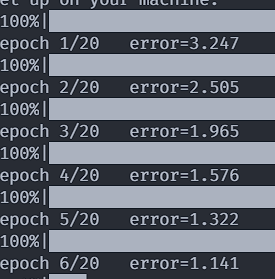 et up on your machine.
100%|
epoch 1/20   error=3.247
100%|
epoch 2/20   error=2.505
100%|
epoch 3/20   error=1.965
100%|
epoch 4/20   error=1.576
100%|
epoch 5/20   error=1.322
100%|
epoch 6/20   error=1.141